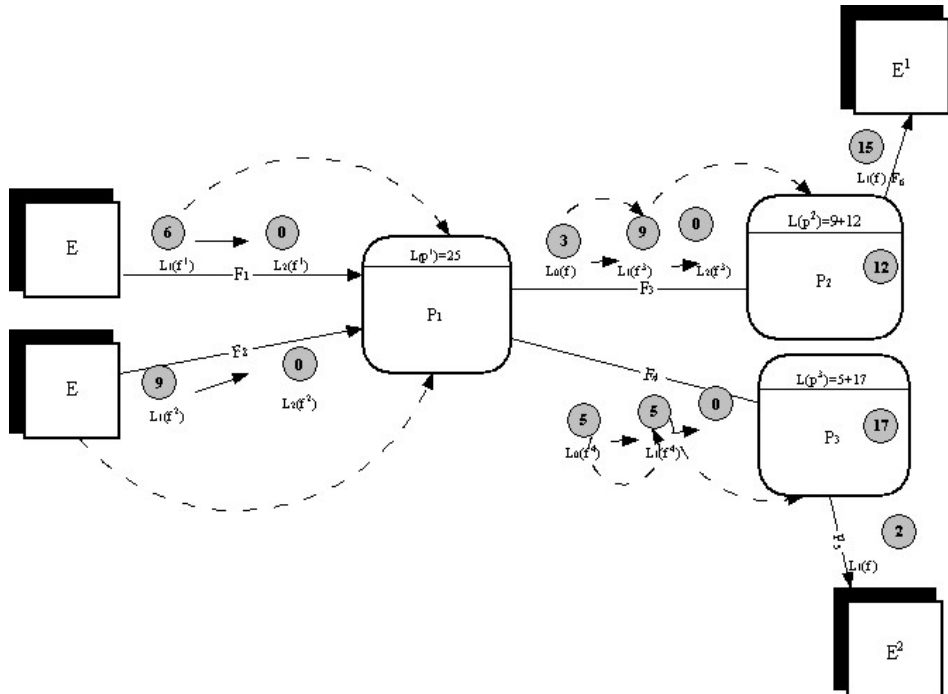 E¹
15
L₁(f) F₆
E
6
0
L₁(f¹)
L₂(f¹)
F₁
L(p¹)=25
P₁
3
9
0
L₀(f)
L₁(f³)
L₂(f³)
F₃
L(p²)=9+12
P₂
12
E
F₂
9
0
L₁(f²)
L₂(f²)
F₄
5
5
0
L₀(f⁴)
L₁(f⁴)
L(p³)=5+17
P₃
17
2
L₁(f)
E²